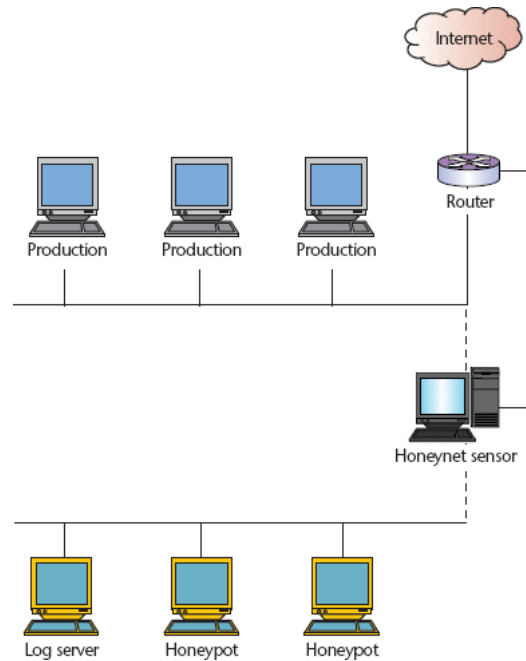 Internet
Router
Production Production Production
Honeynet sensor
Log server Honeypot Honeypot